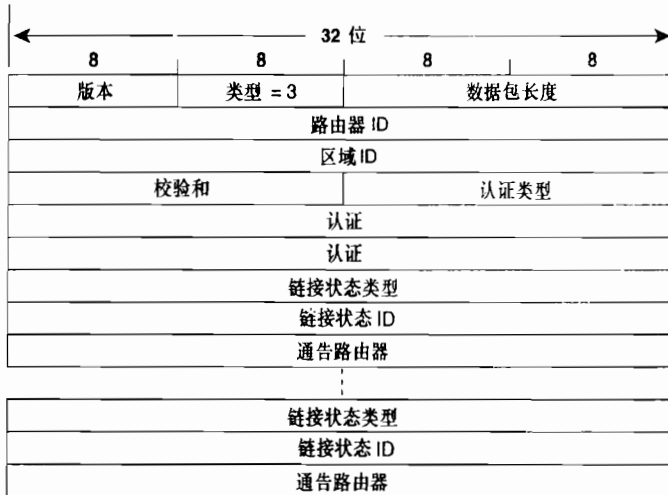 32 位
8 8 8 8
版本 类型 = 3 数据包长度
路由器 ID
区域 ID
校验和 认证类型
认证
认证
链接状态类型
链接状态 ID
通告路由器
链接状态类型
链接状态 ID
通告路由器